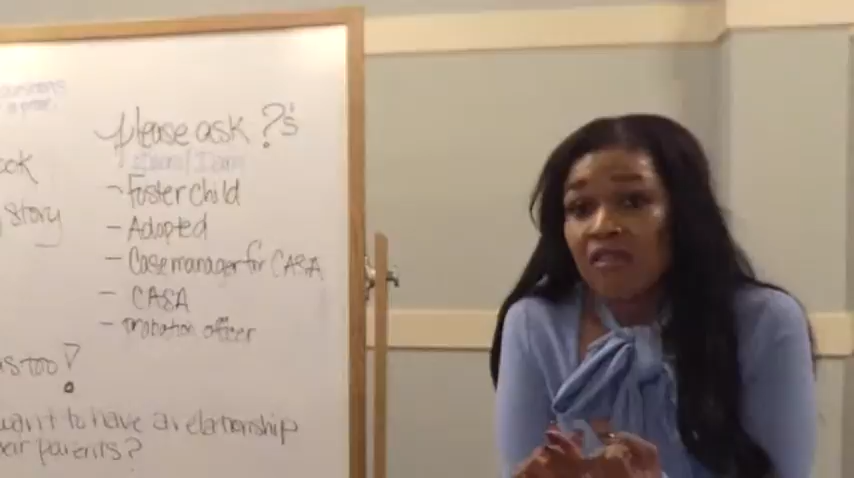 please ask ?'s
- Foster child
ook
- Adopted
story
- Case manager for CASA
- CASA
- probation officer
s too!
want to have a relationship
eir parents?